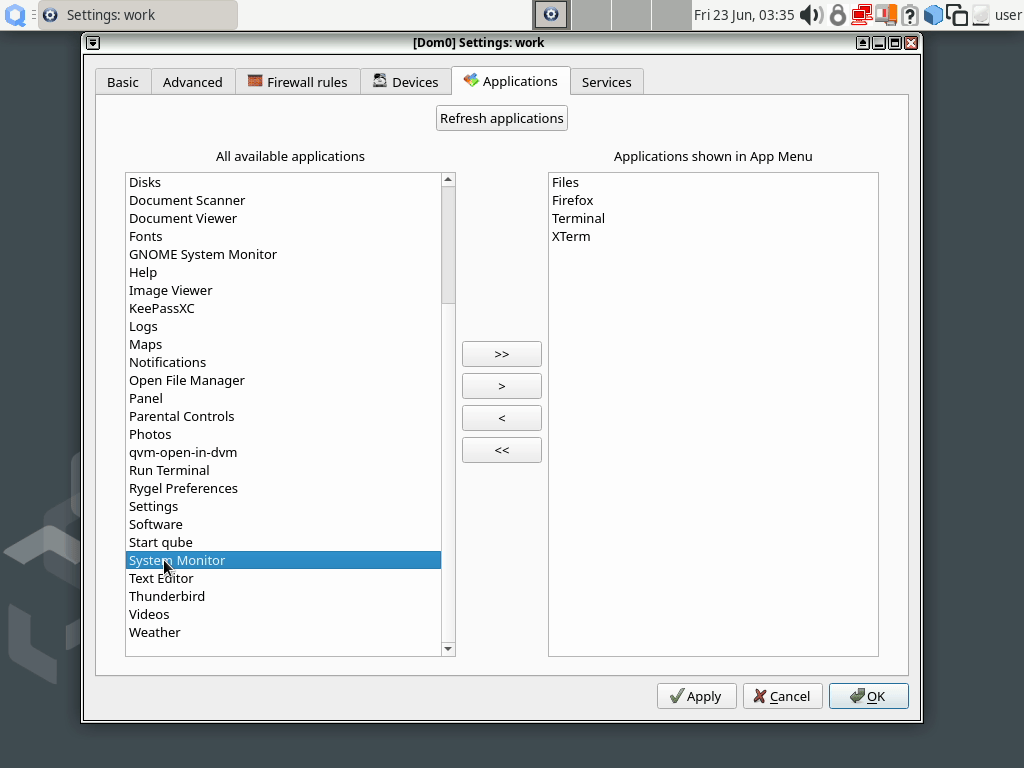 Settings: work
Fri 23 Jun, 03:35
user
[Dom0] Settings: work
Basic
Advanced
Firewall rules
Devices
Applications
Services
Refresh applications
All available applications
Disks
Document Scanner
Document Viewer
Fonts
GNOME System Monitor
Help
Image Viewer
KeePassXC
Logs
Maps
Notifications
Open File Manager
Panel
Parental Controls
Photos
qvm-open-in-dvm
Run Terminal
Rygel Preferences
Settings
Software
Start qube
System Monitor
Text Editor
Thunderbird
Videos
Weather
>>
>
<
<<
Applications shown in App Menu
Files
Firefox
Terminal
XTerm
Apply
Cancel
OK